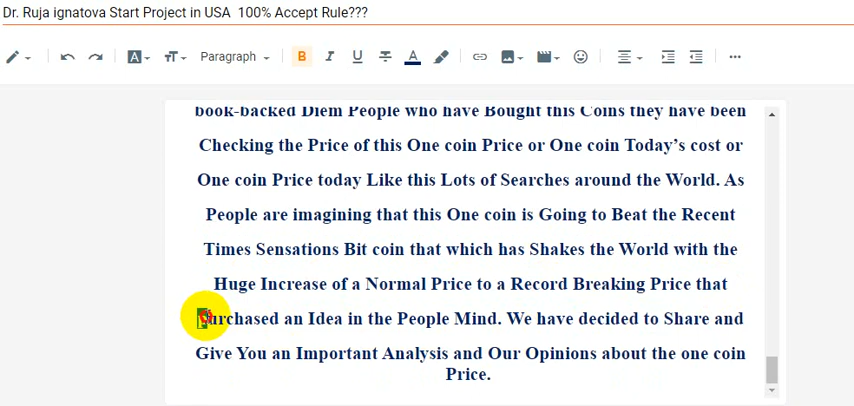 Dr. Ruja ignatova Start Project in USA 100% Accept Rule???
Paragraph
book-backed Diem People who have Bought this Coins they have been
Checking the Price of this One coin Price or One coin Today's cost or
One coin Price today Like this Lots of Searches around the World. As
People are imagining that this One coin is Going to Beat the Recent
Times Sensations Bit coin that which has Shakes the World with the
Huge Increase of a Normal Price to a Record Breaking Price that
Purchased an Idea in the People Mind. We have decided to Share and
Give You an Important Analysis and Our Opinions about the one coin
Price.